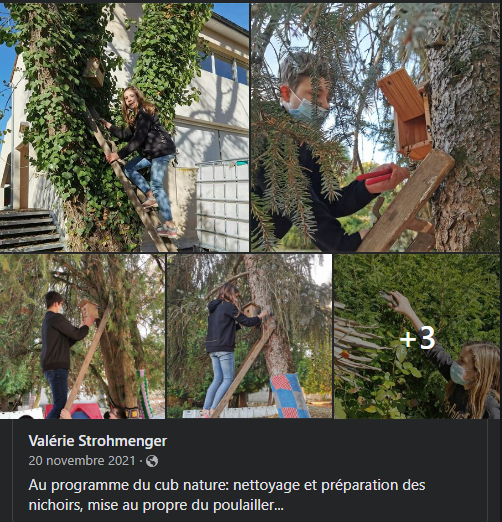 +3
Valérie Strohmenger
20 novembre 2021 ·
Au programme du cub nature: nettoyage et préparation des
nichoirs, mise au propre du poulailler...